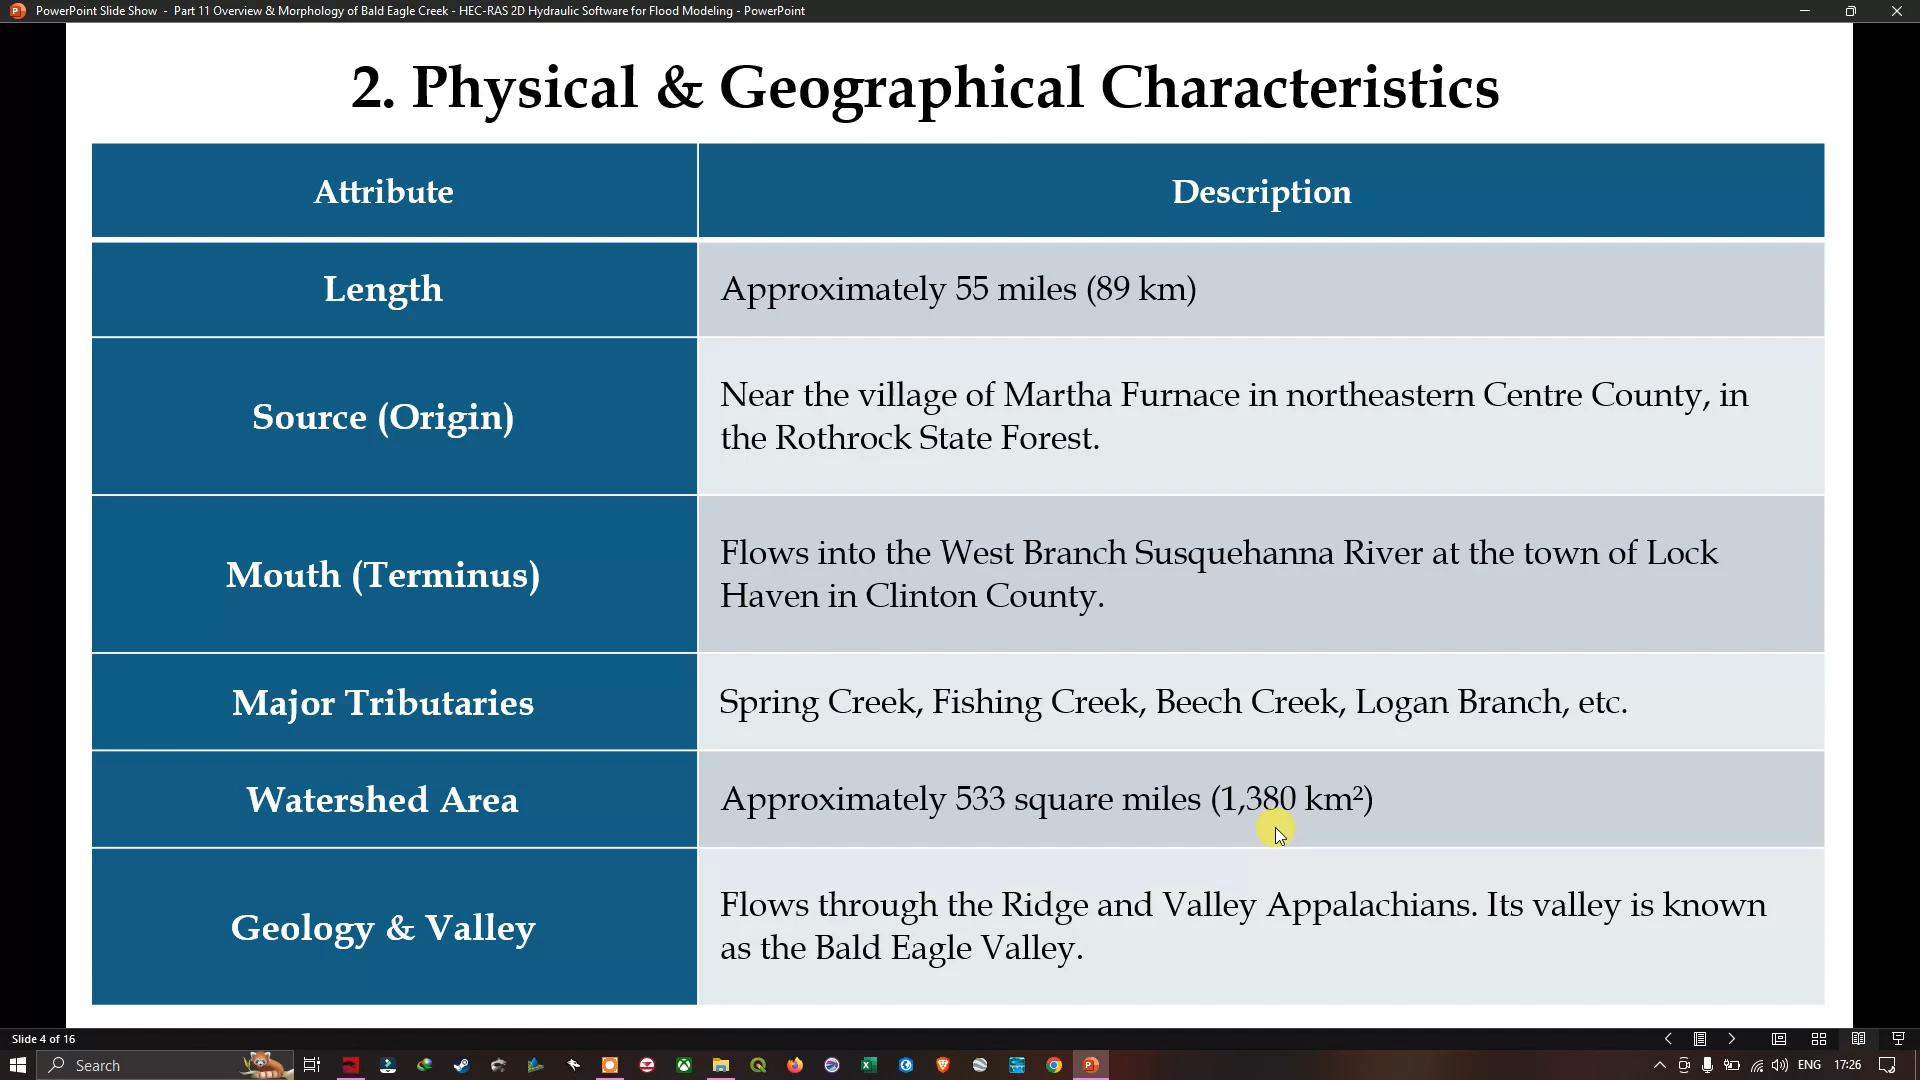 PowerPoint Slide Show - Part 11 Overview & Morphology of Bald Eagle Creek - HEC-RAS 2D Hydraulic Software for Flood Modeling - PowerPoint
2. Physical & Geographical Characteristics
Attribute
Description
Length
Approximately 55 miles (89 km)
Source (Origin)
Near the village of Martha Furnace in northeastern Centre County, in
the Rothrock State Forest.
Mouth (Terminus)
Flows into the West Branch Susquehanna River at the town of Lock
Haven in Clinton County.
Major Tributaries
Spring Creek, Fishing Creek, Beech Creek, Logan Branch, etc.
Watershed Area
Approximately 533 square miles (1,380 km²)
Geology & Valley
Flows through the Ridge and Valley Appalachians. Its valley is known
as the Bald Eagle Valley.
Slide 4 of 16
Search
ENG
17:26